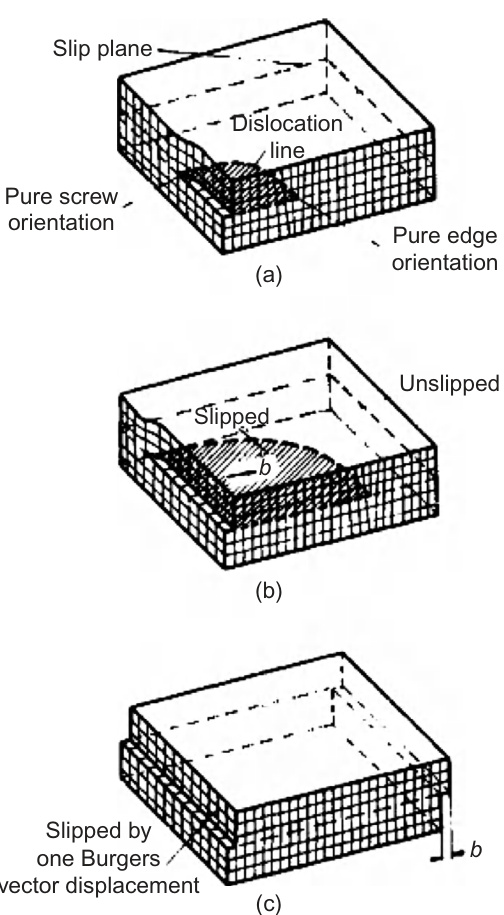 Slip plane
Dislocation
line
Pure screw
orientation
Pure edge
orientation
(a)
Unslipped
Slipped
b
(b)
Slipped by
one Burgers
vector displacement
b
(c)